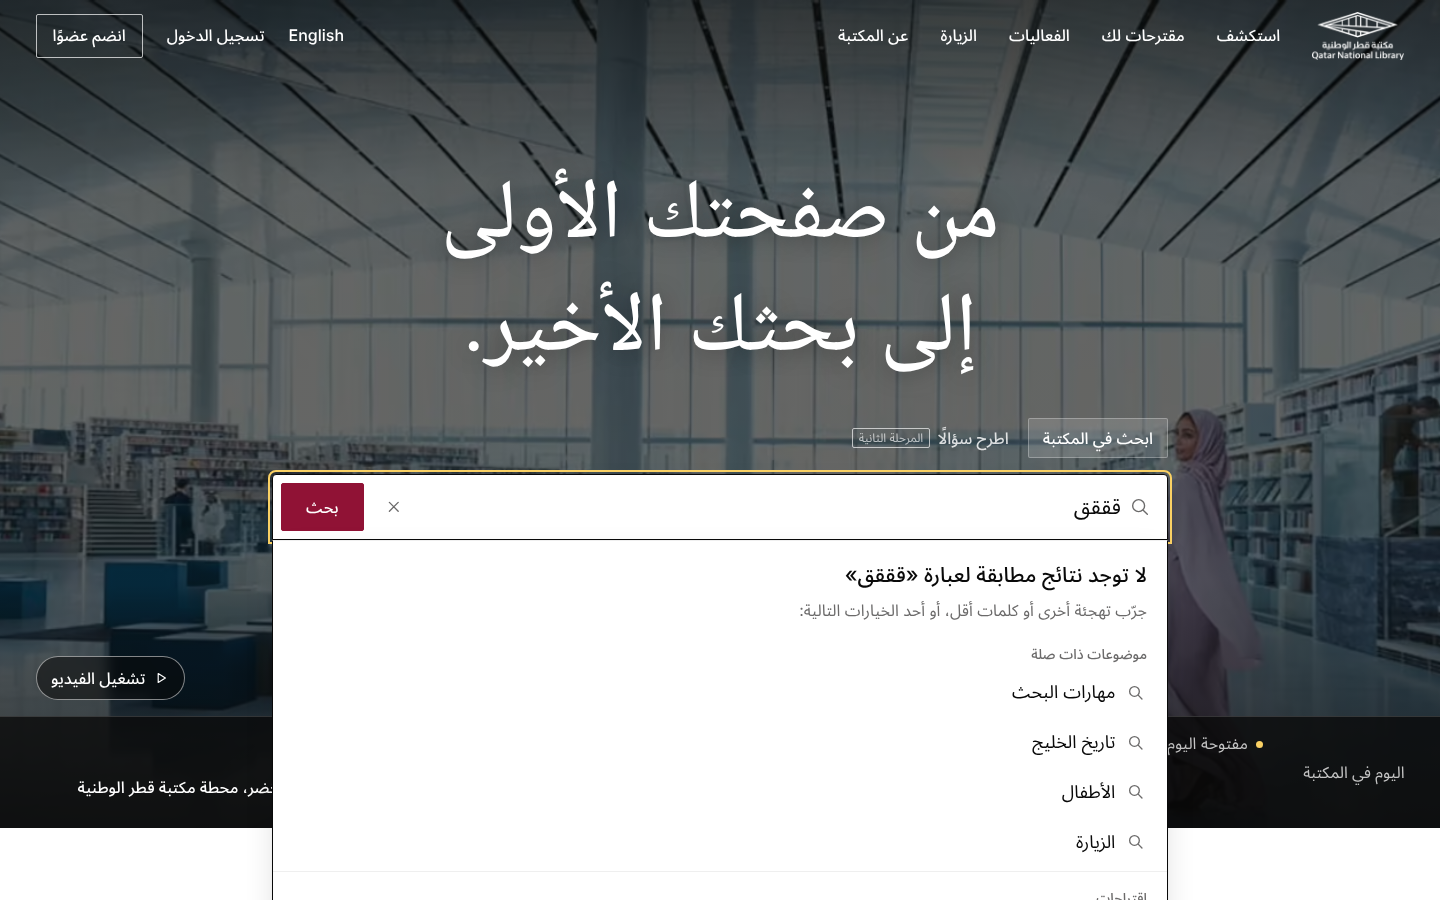 مكتبة قطر الوطنية
Qatar National Library
استكشف
مقترحات لك
الفعاليات
الزيارة
عن المكتبة
English
تسجيل الدخول
انضم عضوًا
من صفحتك الأولى
إلى بحثك الأخير.
ابحث في المكتبة
اطرح سؤالًا
المرحلة الثانية
قققق
بحث
لا توجد نتائج مطابقة لعبارة «قققق»
جرّب تهجئة أخرى أو كلمات أقل، أو أحد الخيارات التالية:
موضوعات ذات صلة
مهارات البحث
تاريخ الخليج
الأطفال
الزيارة
تشغيل الفيديو
مفتوحة اليوم
اليوم في المكتبة
محطة مكتبة قطر الوطنية